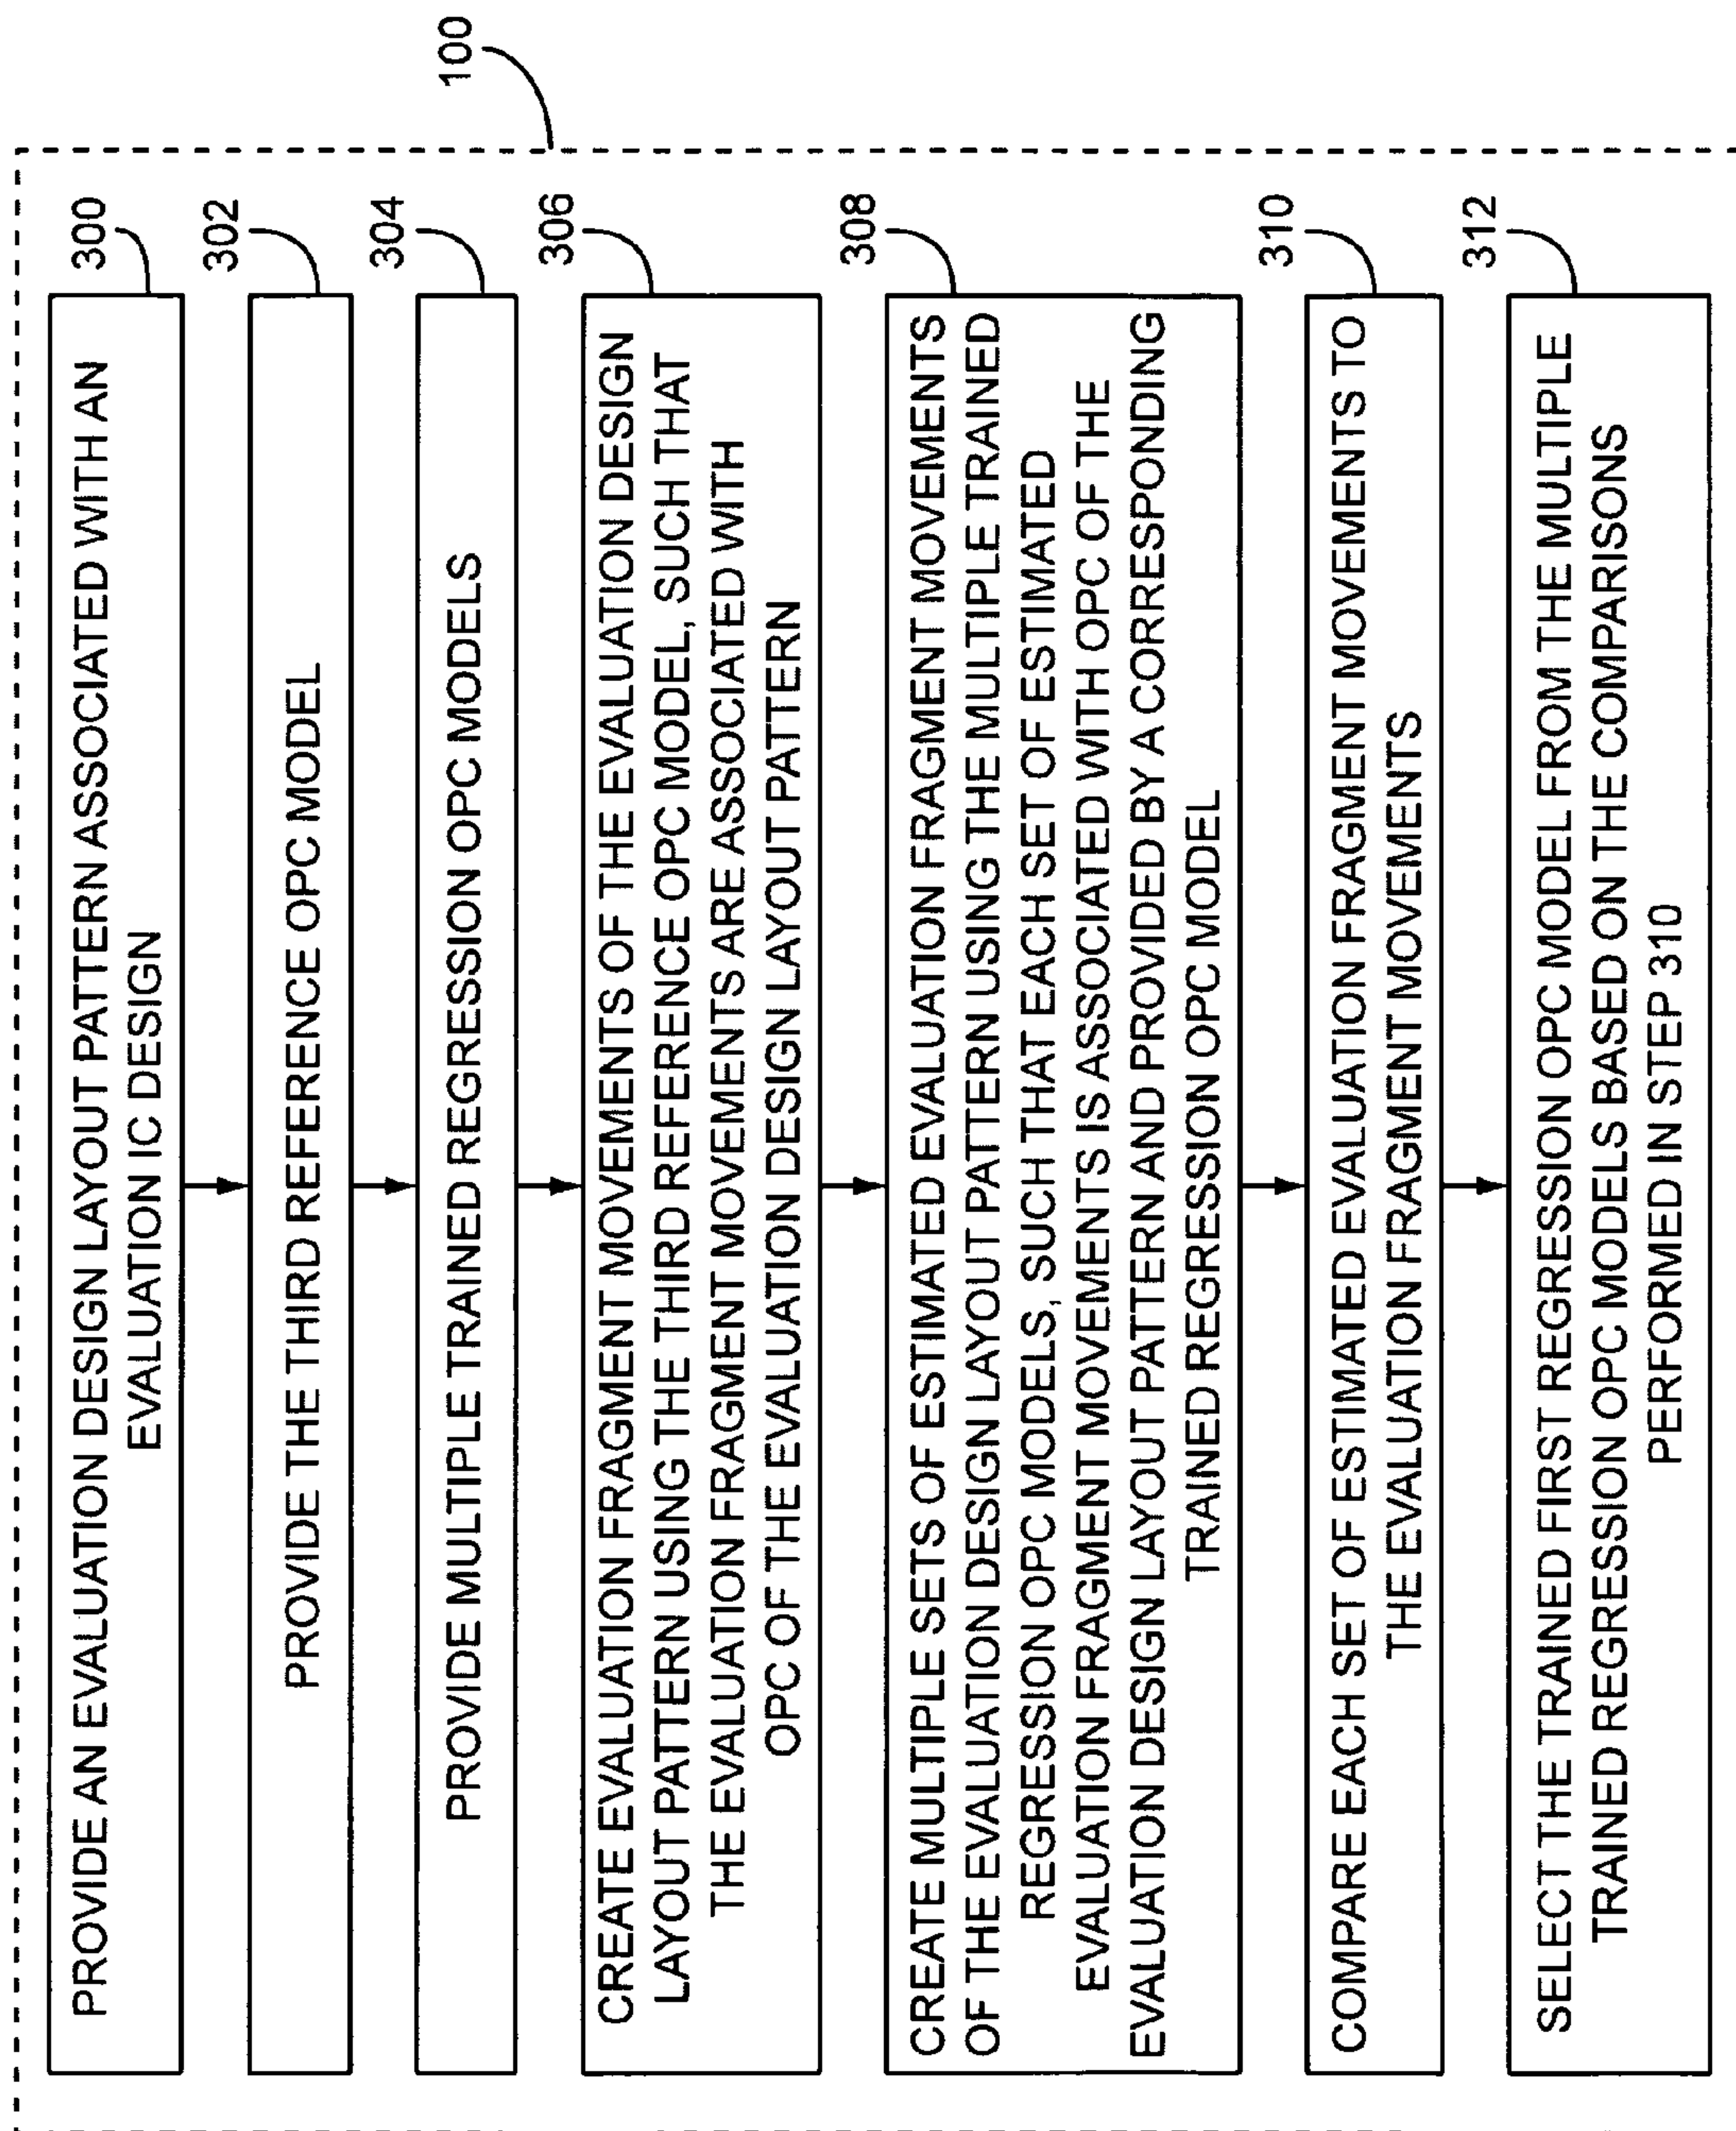 100
300
PROVIDE AN EVALUATION DESIGN LAYOUT PATTERN ASSOCIATED WITH AN
EVALUATION IC DESIGN
302
PROVIDE THE THIRD REFERENCE OPC MODEL
304
PROVIDE MULTIPLE TRAINED REGRESSION OPC MODELS
306
CREATE EVALUATION FRAGMENT MOVEMENTS OF THE EVALUATION DESIGN
LAYOUT PATTERN USING THE THIRD REFERENCE OPC MODEL, SUCH THAT
THE EVALUATION FRAGMENT MOVEMENTS ARE ASSOCIATED WITH
OPC OF THE EVALUATION DESIGN LAYOUT PATTERN
308
CREATE MULTIPLE SETS OF ESTIMATED EVALUATION FRAGMENT MOVEMENTS
OF THE EVALUATION DESIGN LAYOUT PATTERN USING THE MULTIPLE TRAINED
REGRESSION OPC MODELS, SUCH THAT EACH SET OF ESTIMATED
EVALUATION FRAGMENT MOVEMENTS IS ASSOCIATED WITH OPC OF THE
EVALUATION DESIGN LAYOUT PATTERN AND PROVIDED BY A CORRESPONDING
TRAINED REGRESSION OPC MODEL
310
COMPARE EACH SET OF ESTIMATED EVALUATION FRAGMENT MOVEMENTS TO
THE EVALUATION FRAGMENT MOVEMENTS
312
SELECT THE TRAINED FIRST REGRESSION OPC MODEL FROM THE MULTIPLE
TRAINED REGRESSION OPC MODELS BASED ON THE COMPARISONS
PERFORMED IN STEP 310